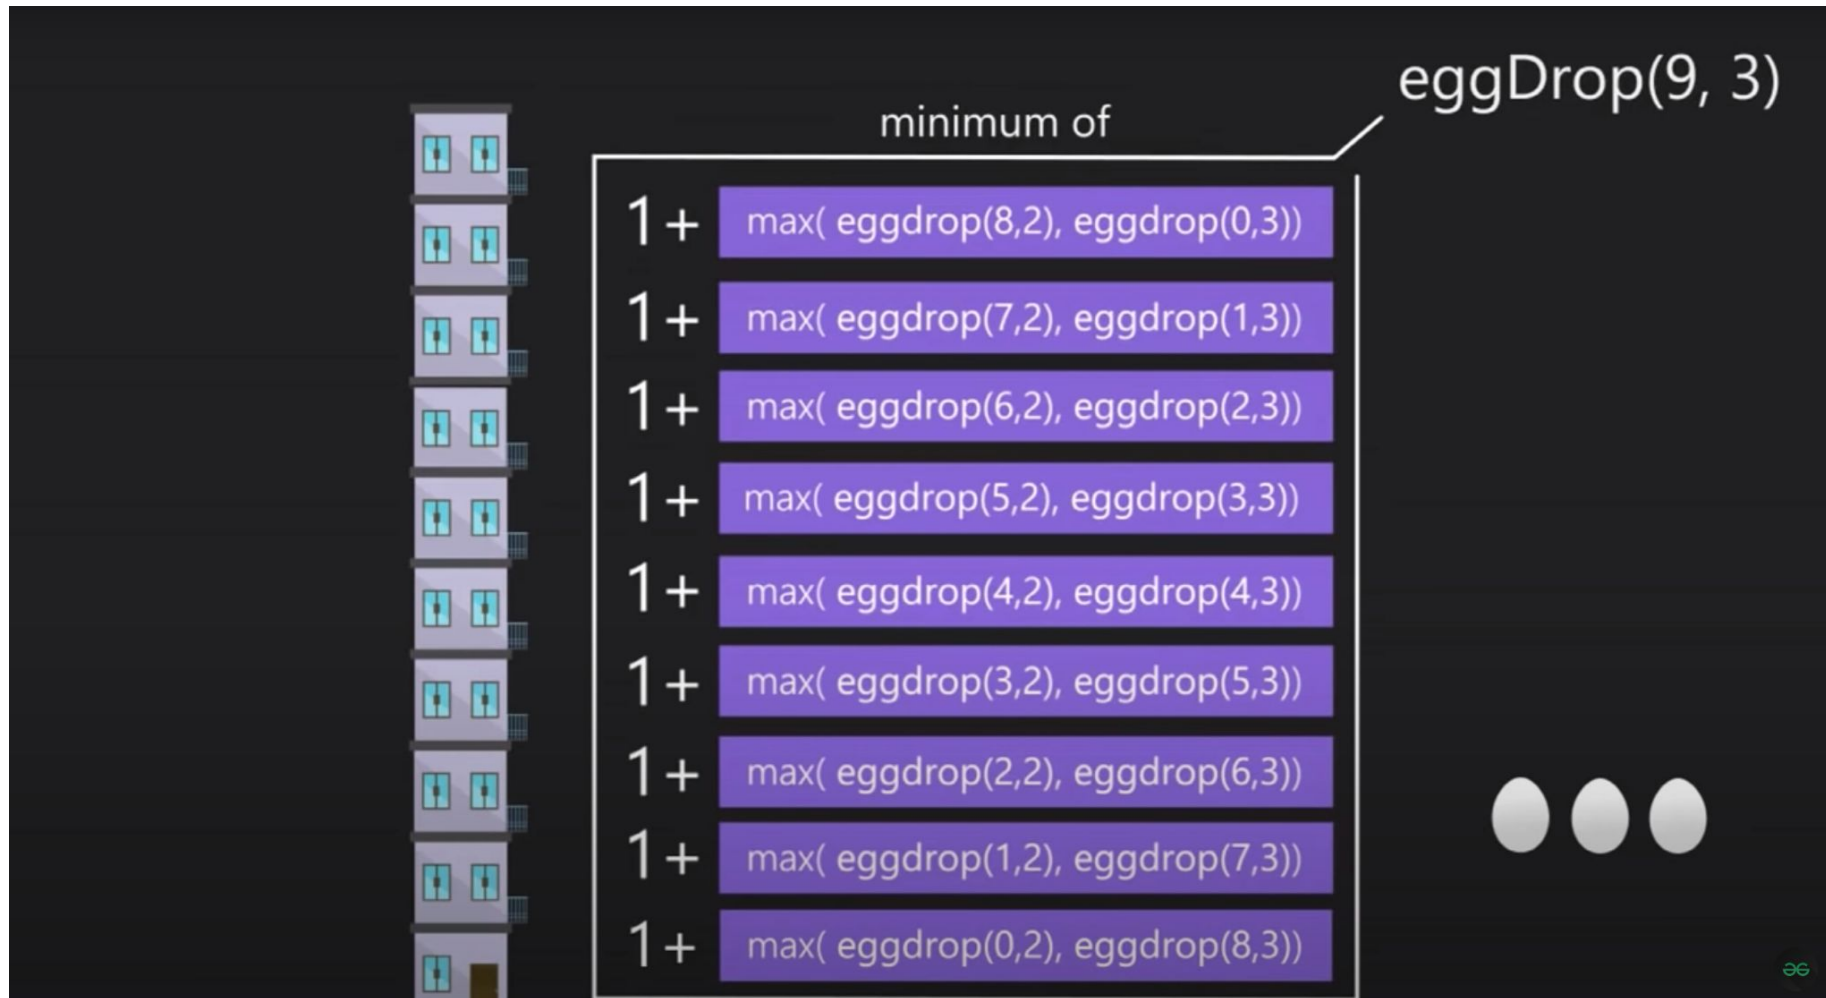 eggDrop(9, 3)
minimum of
1+ max( eggdrop(8,2), eggdrop(0,3))
1+ max( eggdrop(7,2), eggdrop(1,3))
1+ max( eggdrop(6,2), eggdrop(2,3))
1+ max( eggdrop(5,2), eggdrop(3,3))
1+ max( eggdrop(4,2), eggdrop(4,3))
1+ max( eggdrop(3,2), eggdrop(5,3))
1+ max( eggdrop(2,2), eggdrop(6,3))
1+ max( eggdrop(1,2), eggdrop(7,3))
1+ max( eggdrop(0,2), eggdrop(8,3))